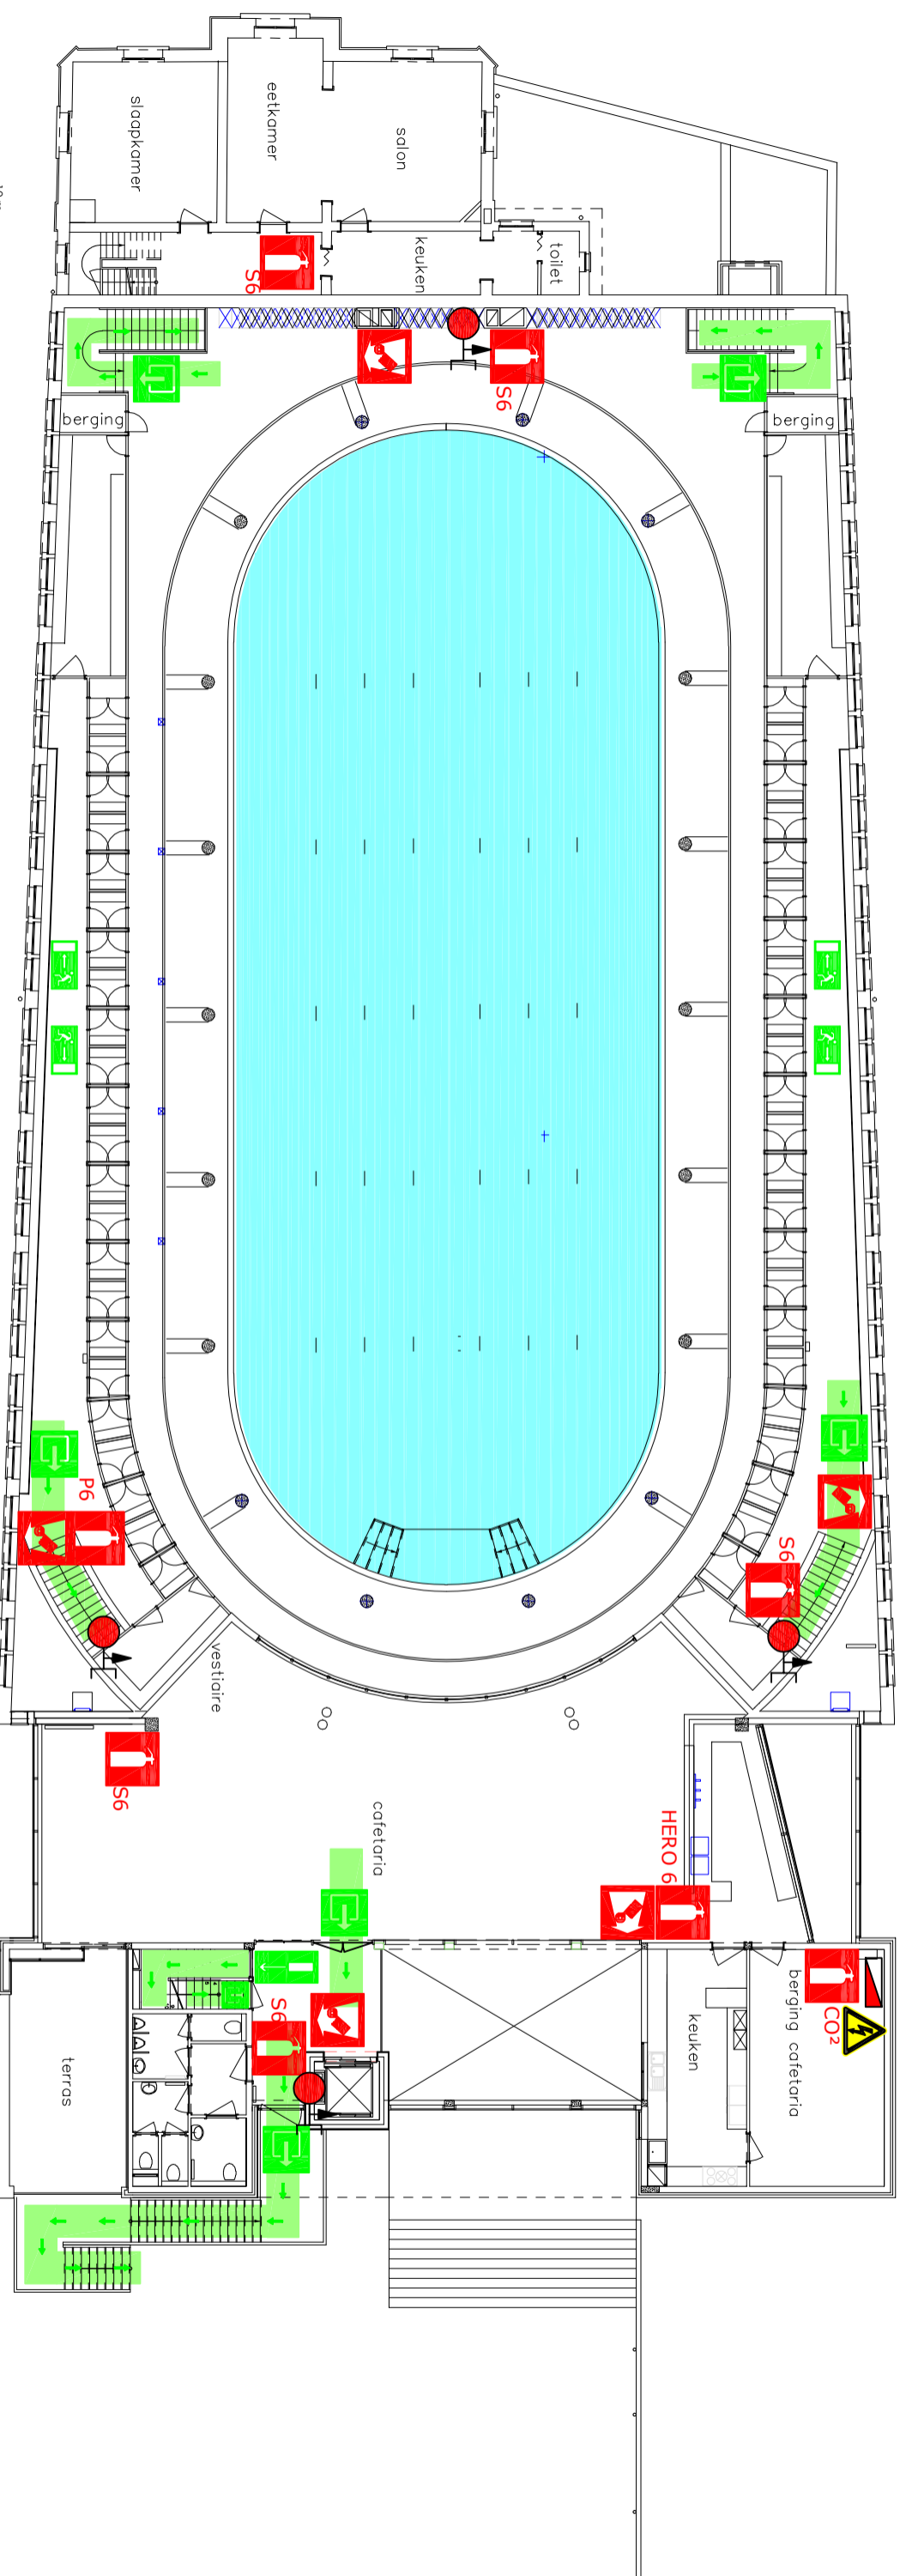 slaapkamer
eetkamer
salon
keuken
toilet
S6
S6
berging
berging
P6
S6
vestiaire
S6
cafetaria
HERO 6
S6
keuken
berging cafetaria
CO²
terras